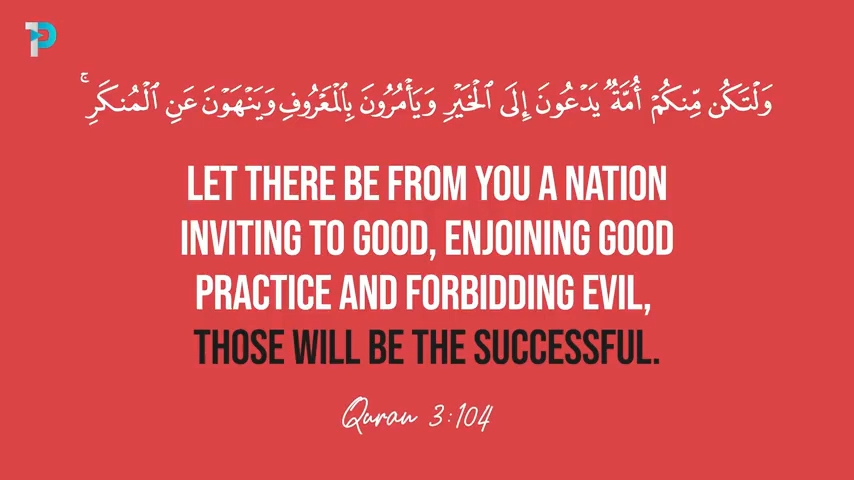 وَلْتَكُن مِّنكُمْ أُمَّةٌ يَدْعُونَ إِلَى ٱلْخَيْرِ وَيَأْمُرُونَ بِٱلْمَعْرُوفِ وَيَنْهَوْنَ عَنِ ٱلْمُنكَرِ ۚ
LET THERE BE FROM YOU A NATION
INVITING TO GOOD, ENJOINING GOOD
PRACTICE AND FORBIDDING EVIL,
THOSE WILL BE THE SUCCESSFUL.
Quran 3:104